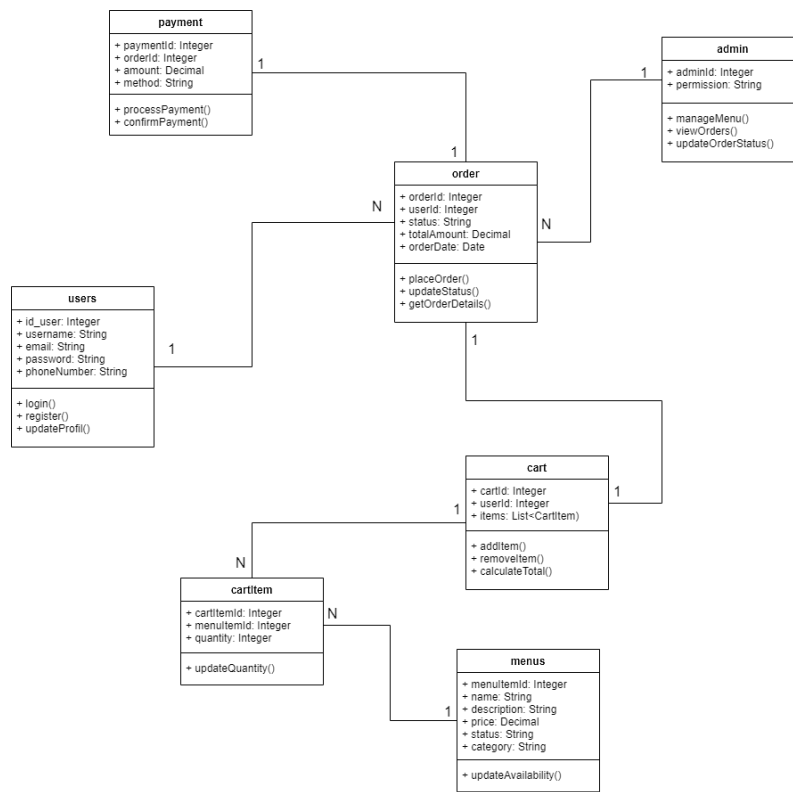 payment
+ paymentId: Integer
+ orderId: Integer
+ amount: Decimal
+ method: String
+ processPayment()
+ confirmPayment()
1
1
admin
+ adminId: Integer
+ permission: String
+ manageMenu()
+ viewOrders()
+ updateOrderStatus()
1
N
order
+ orderId: Integer
+ userId: Integer
+ status: String
+ totalAmount: Decimal
+ orderDate: Date
+ placeOrder()
+ updateStatus()
+ getOrderDetails()
N
1
users
+ id_user: Integer
+ username: String
+ email: String
+ password: String
+ phoneNumber: String
+ login()
+ register()
+ updateProfil()
1
1
cart
+ cartId: Integer
+ userId: Integer
+ items: List<CartItem)
+ addItem()
+ removeItem()
+ calculateTotal()
1
N
cartItem
+ cartItemId: Integer
+ menuItemId: Integer
+ quantity: Integer
+ updateQuantity()
N
1
menus
+ menuItemId: Integer
+ name: String
+ description: String
+ price: Decimal
+ status: String
+ category: String
+ updateAvailability()